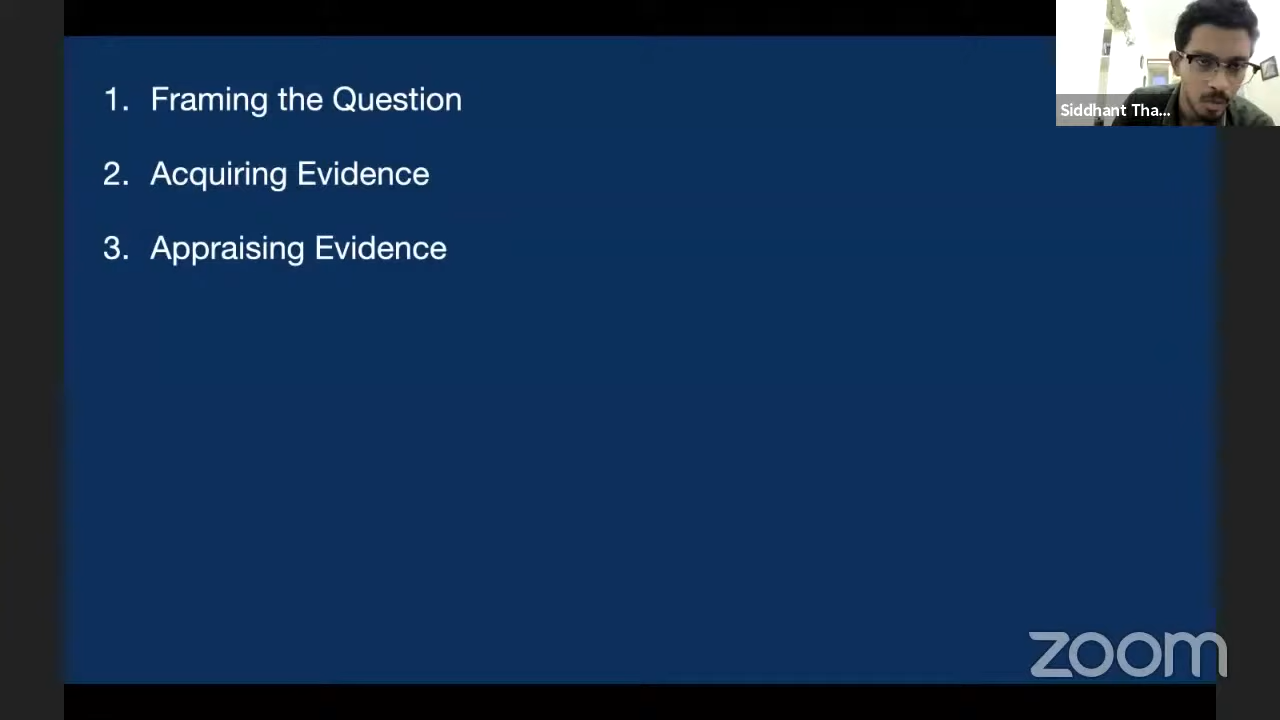 1. Framing the Question
2. Acquiring Evidence
3. Appraising Evidence
Siddhant Tha...
zoom